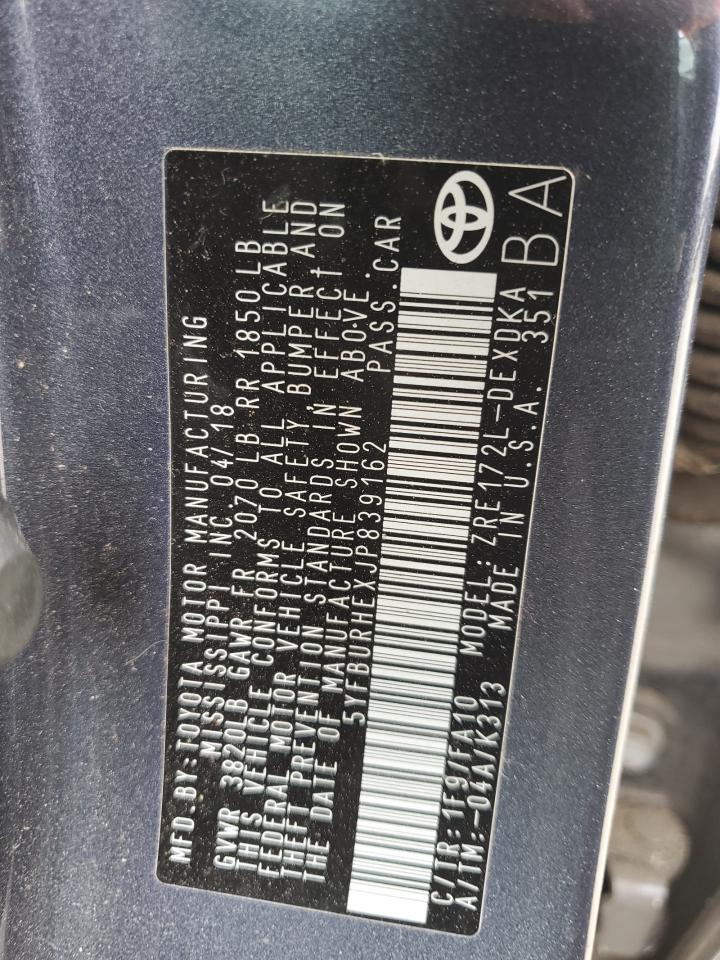 MFD.BY:TOYOTA MOTOR MANUFACTURING
MISSISSIPPI INC. 04/18
GVWR 3820LB GAWR FR 2070 LB RR 1850LB
THIS VEHICLE CONFORMS TO ALL APPLICABLE
FEDERAL MOTOR VEHICLE SAFETY, BUMPER, AND
THEFT PREVENTION STANDARDS IN EFFECT ON
THE DATE OF MANUFACTURE SHOWN ABOVE.
5YFBURHEXJP839162 PASS. CAR
C/TR:1F9/FA10 MODEL:ZRE172L-DEXDKA
A/TM:-04A/K313 MADE IN U.S.A. 351 BA